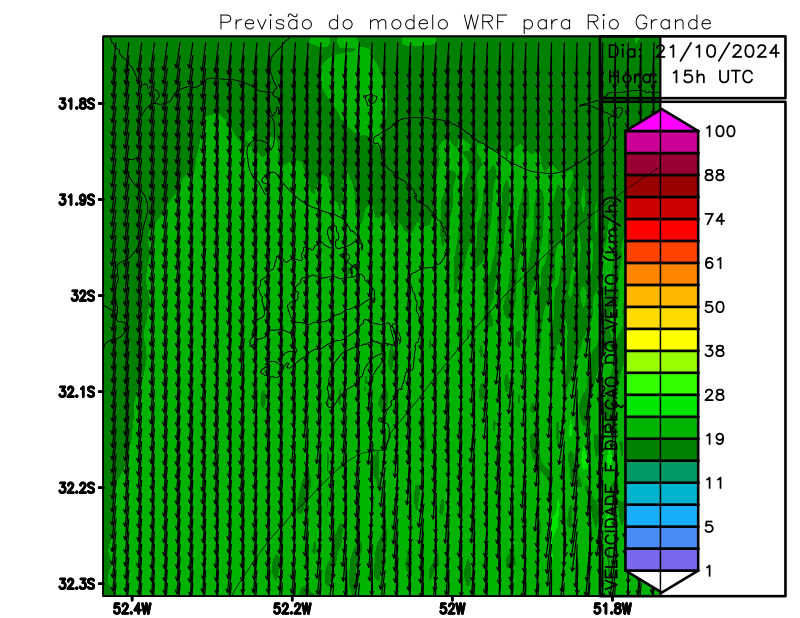 Previsão do modelo WRF para Rio Grande
Dia: 21/10/2024
Hora: 15h UTC
31.8S
31.9S
32S
32.1S
32.2S
32.3S
52.4W
52.2W
52W
51.8W
VELOCIDADE E DIREÇÃO DO VENTO (km/h)
100
88
74
61
50
38
28
19
11
5
1